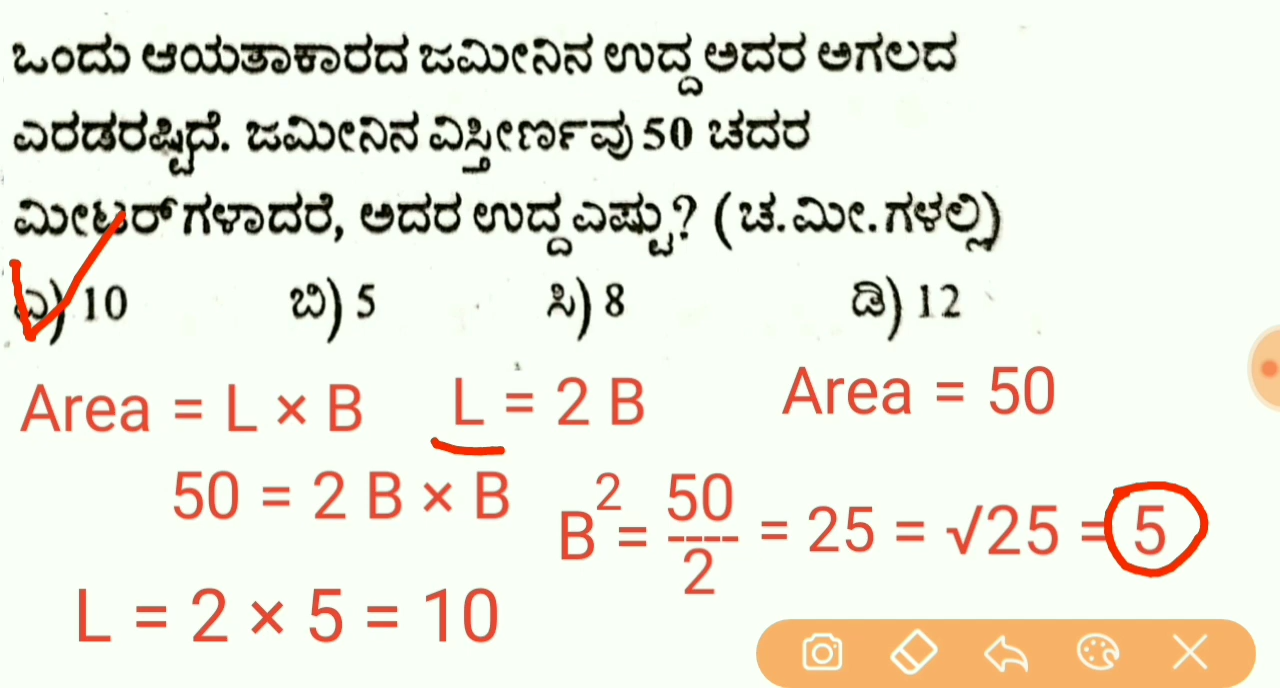 ಒಂದು ಆಯತಾಕಾರದ ಜಮೀನಿನ ಉದ್ದ ಅದರ ಅಗಲದ
ಎರಡರಷ್ಟಿದೆ. ಜಮೀನಿನ ವಿಸ್ತೀರ್ಣವು 50 ಚದರ
ಮೀಟರ್‌ಗಳಾದರೆ, ಅದರ ಉದ್ದ ಎಷ್ಟು? (ಚ.ಮೀ.ಗಳಲ್ಲಿ)
ಎ) 10 ಬಿ) 5 ಸಿ) 8 ಡಿ) 12
Area = L × B L = 2 B Area = 50
50 = 2 B × B B² = 50/2 = 25 = √25 = 5
L = 2 × 5 = 10